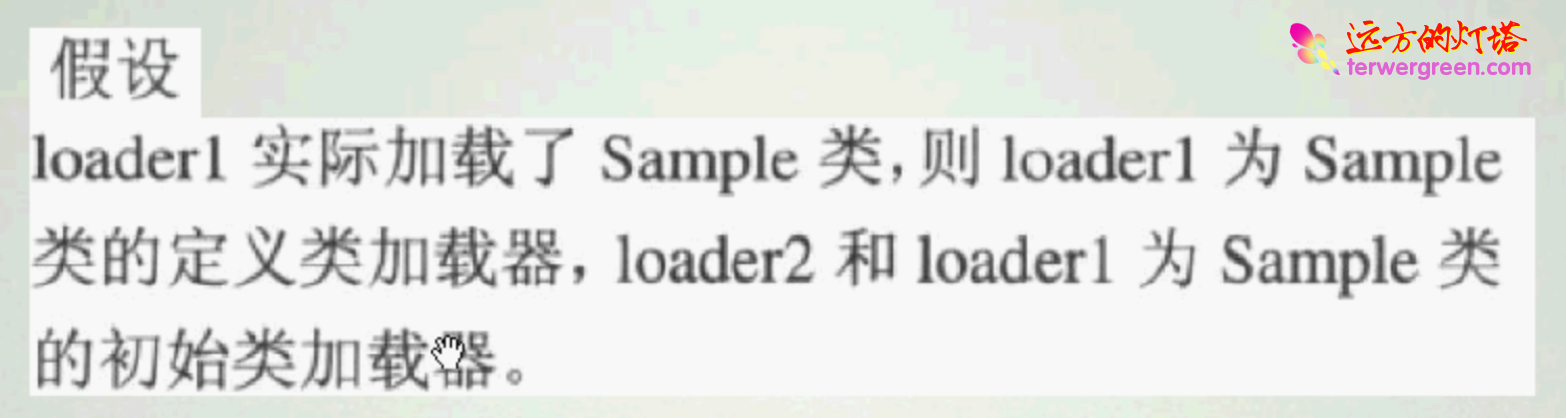 远方的灯塔
terwergreen.com
假设
loader1 实际加载了 Sample 类，则 loader1 为 Sample
类的定义类加载器，loader2 和 loader1 为 Sample 类
的初始类加载器。